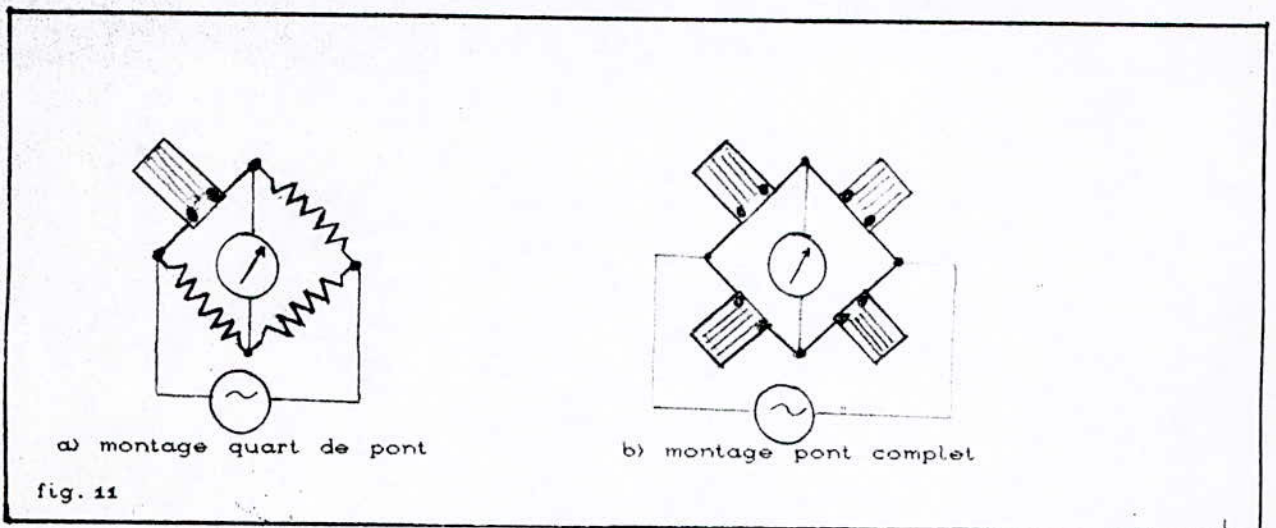 a) montage quart de pont
b) montage pont complet
fig. 11